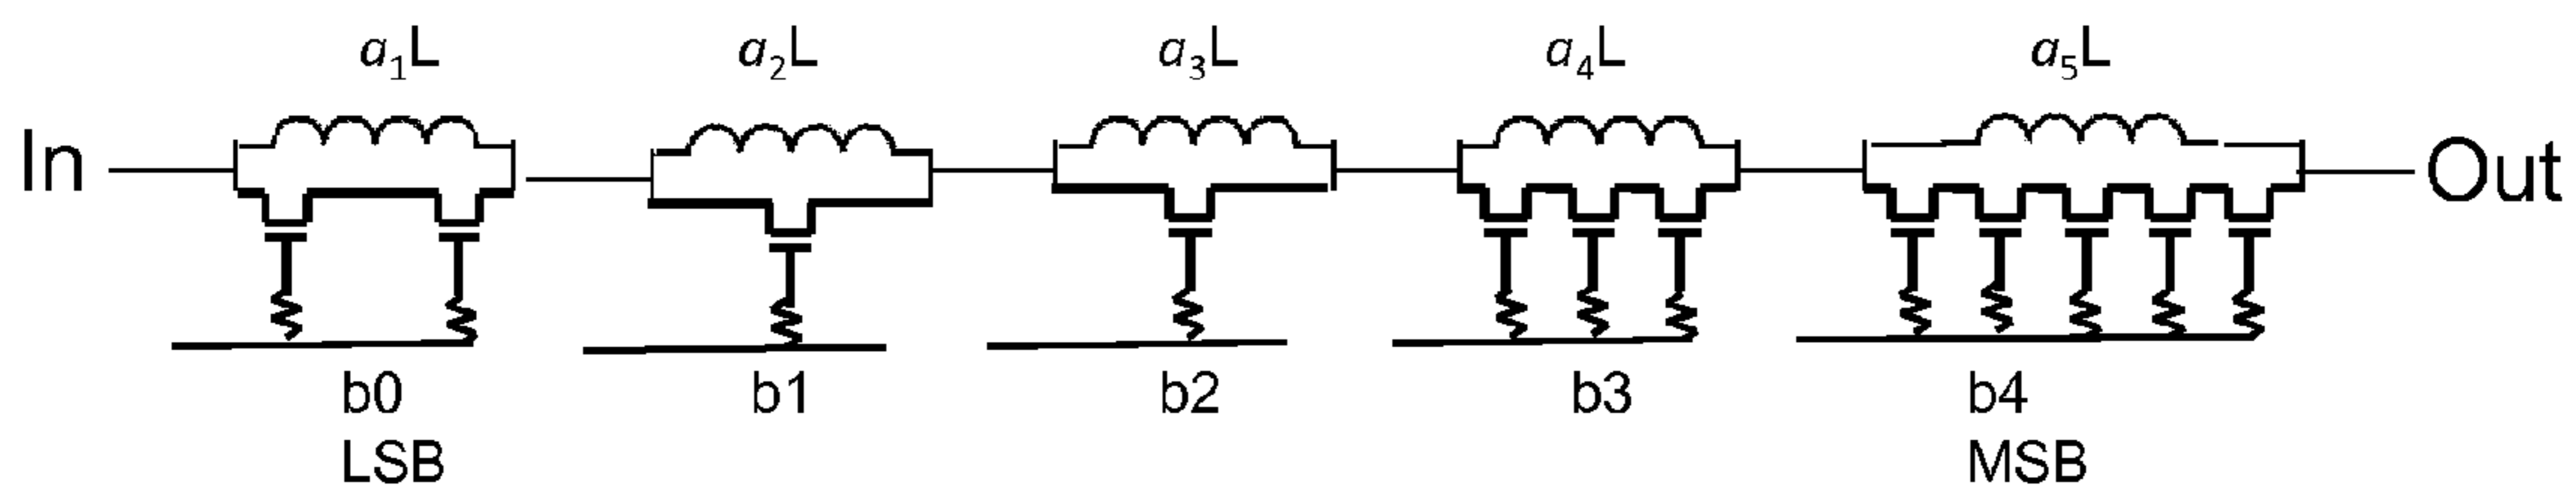 a₁L a₂L a₃L a₄L a₅L
In Out
b0 b1 b2 b3 b4
LSB MSB